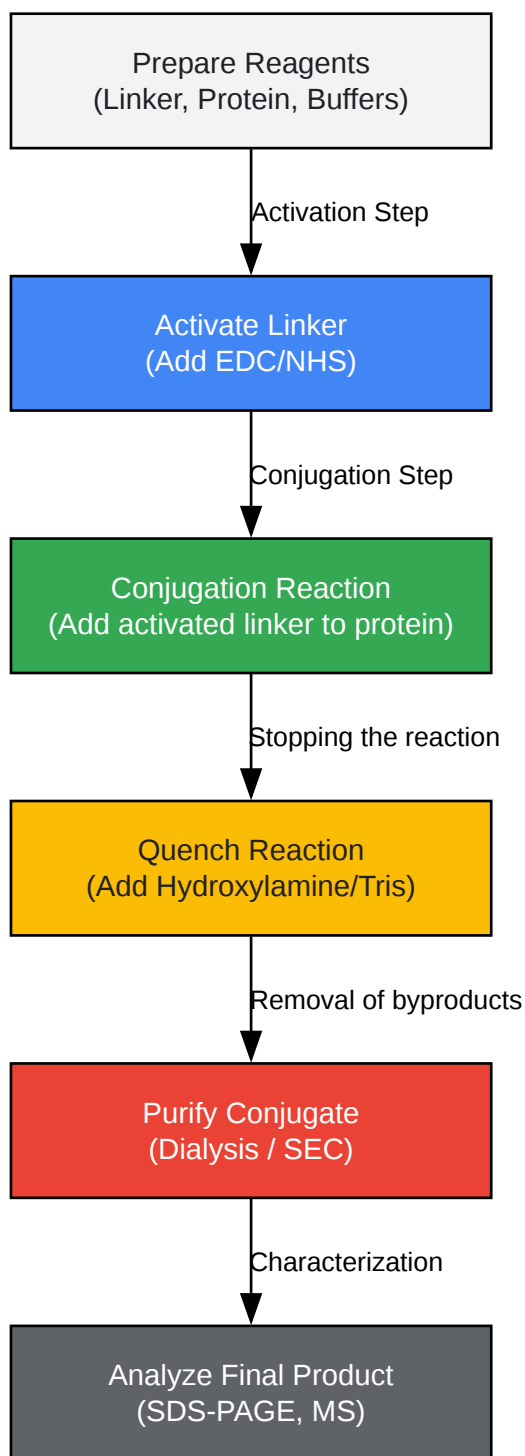 Prepare Reagents
(Linker, Protein, Buffers)
Activation Step
Activate Linker
(Add EDC/NHS)
Conjugation Step
Conjugation Reaction
(Add activated linker to protein)
Stopping the reaction
Quench Reaction
(Add Hydroxylamine/Tris)
Removal of byproducts
Purify Conjugate
(Dialysis / SEC)
Characterization
Analyze Final Product
(SDS-PAGE, MS)